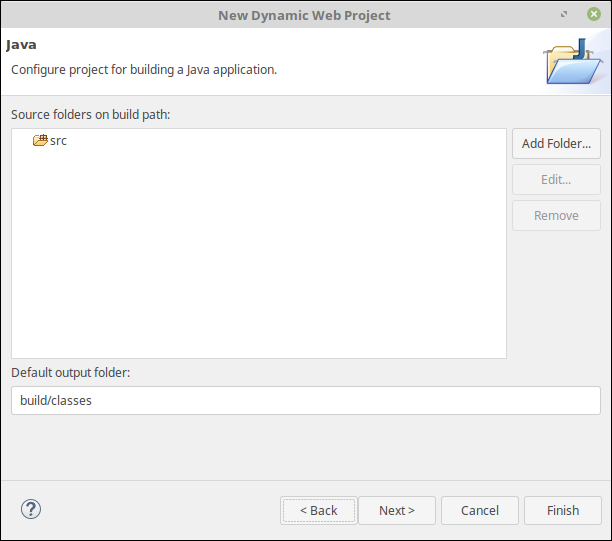 New Dynamic Web Project
Java
Configure project for building a Java application.
Source folders on build path:
src
Add Folder...
Edit...
Remove
Default output folder:
build/classes
?
< Back
Next >
Cancel
Finish